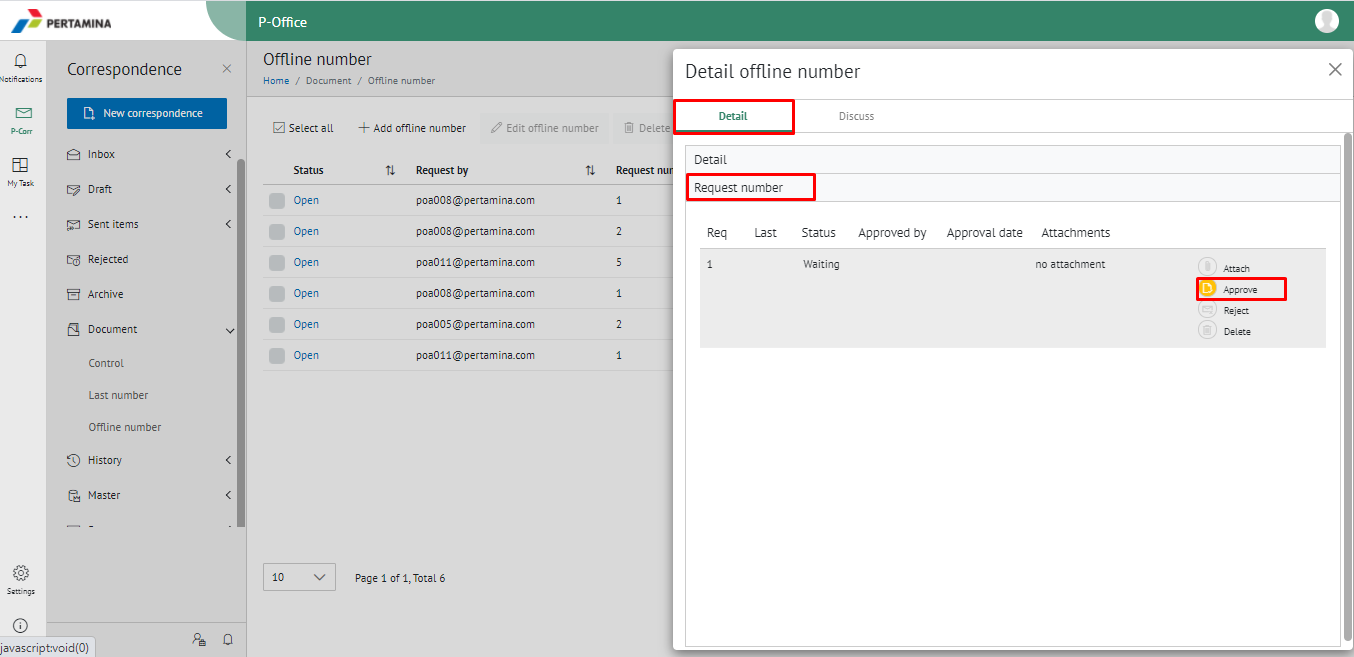 PERTAMINA
P-Office
Notifications
P-Corr
My Task
...
Settings
javascript:void(0)
Correspondence
New correspondence
Inbox
Draft
Sent items
Rejected
Archive
Document
Control
Last number
Offline number
History
Master
Offline number
Home / Document / Offline number
Select all
Add offline number
Edit offline number
Delete
Status Request by Request nur
Open poa008@pertamina.com 1
Open poa008@pertamina.com 2
Open poa011@pertamina.com 5
Open poa008@pertamina.com 1
Open poa005@pertamina.com 2
Open poa011@pertamina.com 1
10
Page 1 of 1, Total 6
Detail offline number
Detail
Discuss
Detail
Request number
Req Last Status Approved by Approval date Attachments
1 Waiting no attachment
Attach
Approve
Reject
Delete